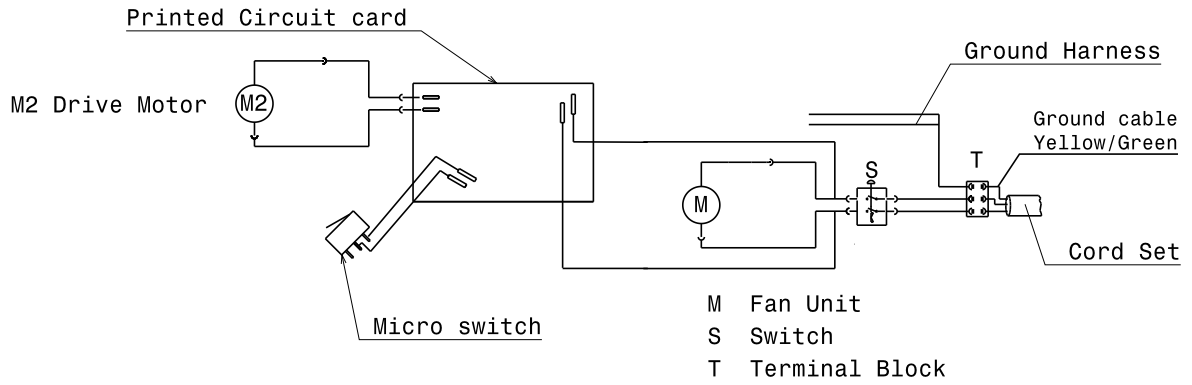 Printed Circuit card
Ground Harness
M2 Drive Motor
M2
Ground cable
Yellow/Green
T
S
M
Cord Set
Micro switch
M Fan Unit
S Switch
T Terminal Block